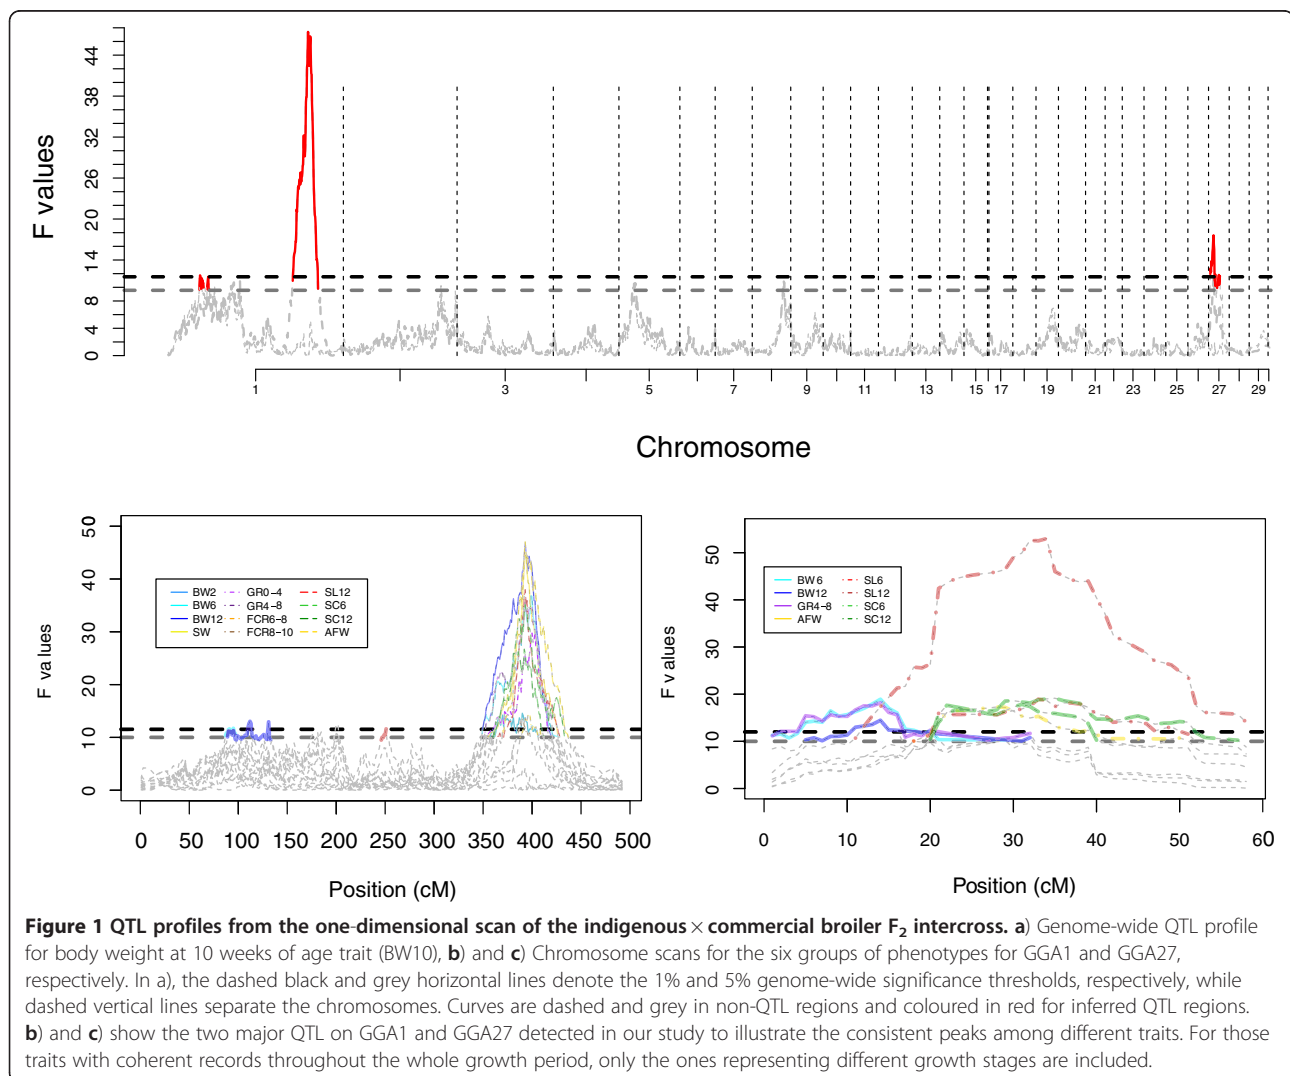 F values
44
38
32
26
20
14
8
4
0
1 3 5 7 9 11 13 15 17 19 21 23 25 27 29
Chromosome
F values
50
40
30
20
10
0
BW2 GR0-4 SL12
BW6 GR4-8 SC6
BW12 FCR6-8 SC12
SW FCR8-10 AFW
0 50 100 150 200 250 300 350 400 450 500
Position (cM)
F values
50
40
30
20
10
0
BW6 SL6
BW12 SL12
GR4-8 SC6
AFW SC12
0 10 20 30 40 50 60
Position (cM)
Figure 1 QTL profiles from the one-dimensional scan of the indigenous × commercial broiler F2 intercross. a) Genome-wide QTL profile
for body weight at 10 weeks of age trait (BW10), b) and c) Chromosome scans for the six groups of phenotypes for GGA1 and GGA27,
respectively. In a), the dashed black and grey horizontal lines denote the 1% and 5% genome-wide significance thresholds, respectively, while
dashed vertical lines separate the chromosomes. Curves are dashed and grey in non-QTL regions and coloured in red for inferred QTL regions.
b) and c) show the two major QTL on GGA1 and GGA27 detected in our study to illustrate the consistent peaks among different traits. For those
traits with coherent records throughout the whole growth period, only the ones representing different growth stages are included.